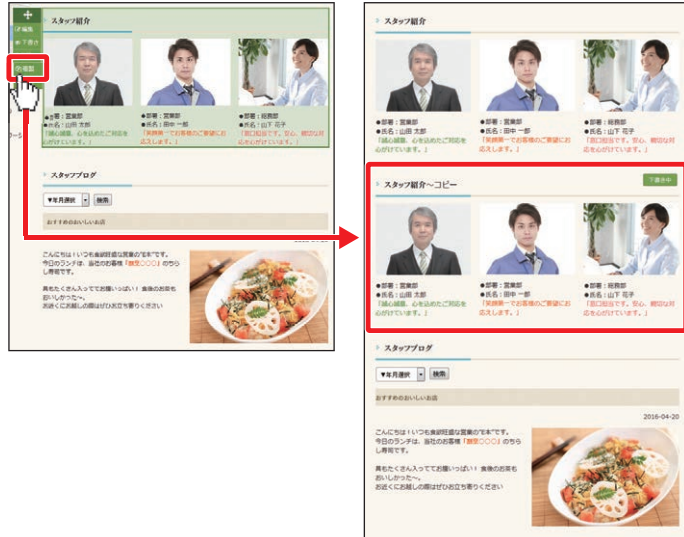 編集
下書き
複製
スタッフ紹介
●部署：営業部
●氏名：山田 太郎
「誠心誠意、心を込めたご対応を
心がけています。」
●部署：営業部
●氏名：田中 一郎
「笑顔第一でお客様のご要望にお
応えします。」
●部署：総務部
●氏名：山下 花子
「窓口担当です。安心、親切な対
応を心がけています。」
スタッフブログ
▼年月選択
検索
おすすめのおいしいお店
こんにちは！いつも食欲旺盛な営業の"E本"です。
今日のランチは、当社のお客様「割烹○○○」のちら
し寿司です。
具もたくさん入ってお腹いっぱい！ 食後のお茶も
おいしかった～。
お近くにお越しの際はぜひお立ち寄りください
スタッフ紹介
●部署：営業部
●氏名：山田 太郎
「誠心誠意、心を込めたご対応を
心がけています。」
●部署：営業部
●氏名：田中 一郎
「笑顔第一でお客様のご要望にお
応えします。」
●部署：総務部
●氏名：山下 花子
「窓口担当です。安心、親切な対
応を心がけています。」
スタッフ紹介～コピー
下書き中
●部署：営業部
●氏名：山田 太郎
「誠心誠意、心を込めたご対応を
心がけています。」
●部署：営業部
●氏名：田中 一郎
「笑顔第一でお客様のご要望にお
応えします。」
●部署：総務部
●氏名：山下 花子
「窓口担当です。安心、親切な対
応を心がけています。」
スタッフブログ
▼年月選択
検索
おすすめのおいしいお店
2016-04-20
こんにちは！いつも食欲旺盛な営業の"E本"です。
今日のランチは、当社のお客様「割烹○○○」のちら
し寿司です。
具もたくさん入ってお腹いっぱい！ 食後のお茶も
おいしかった～。
お近くにお越しの際はぜひお立ち寄りください